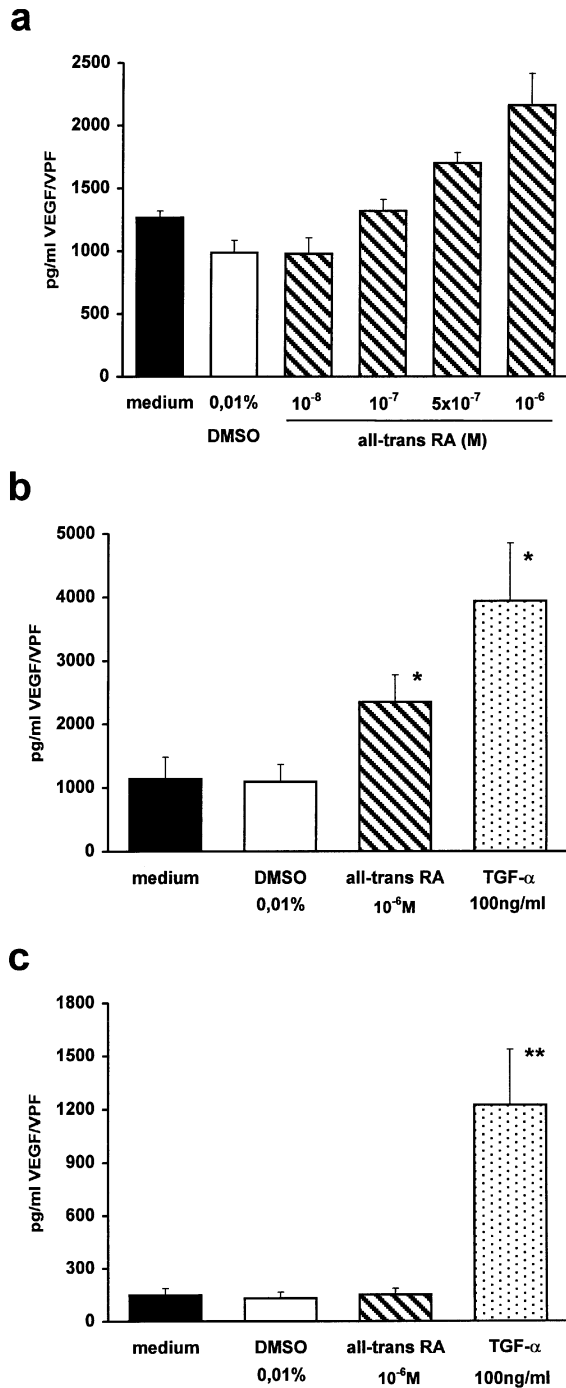 a
pg/ml VEGF/VPF
2500
2000
1500
1000
500
0
medium 0,01% 10⁻⁸ 10⁻⁷ 5x10⁻⁷ 10⁻⁶
DMSO all-trans RA (M)
b
pg/ml VEGF/VPF
5000
4000
3000
2000
1000
0
*
*
medium DMSO all-trans RA TGF-α
0,01% 10⁻⁶M 100ng/ml
c
pg/ml VEGF/VPF
1800
1500
1200
900
600
300
0
**
medium DMSO all-trans RA TGF-α
0,01% 10⁻⁶M 100ng/ml